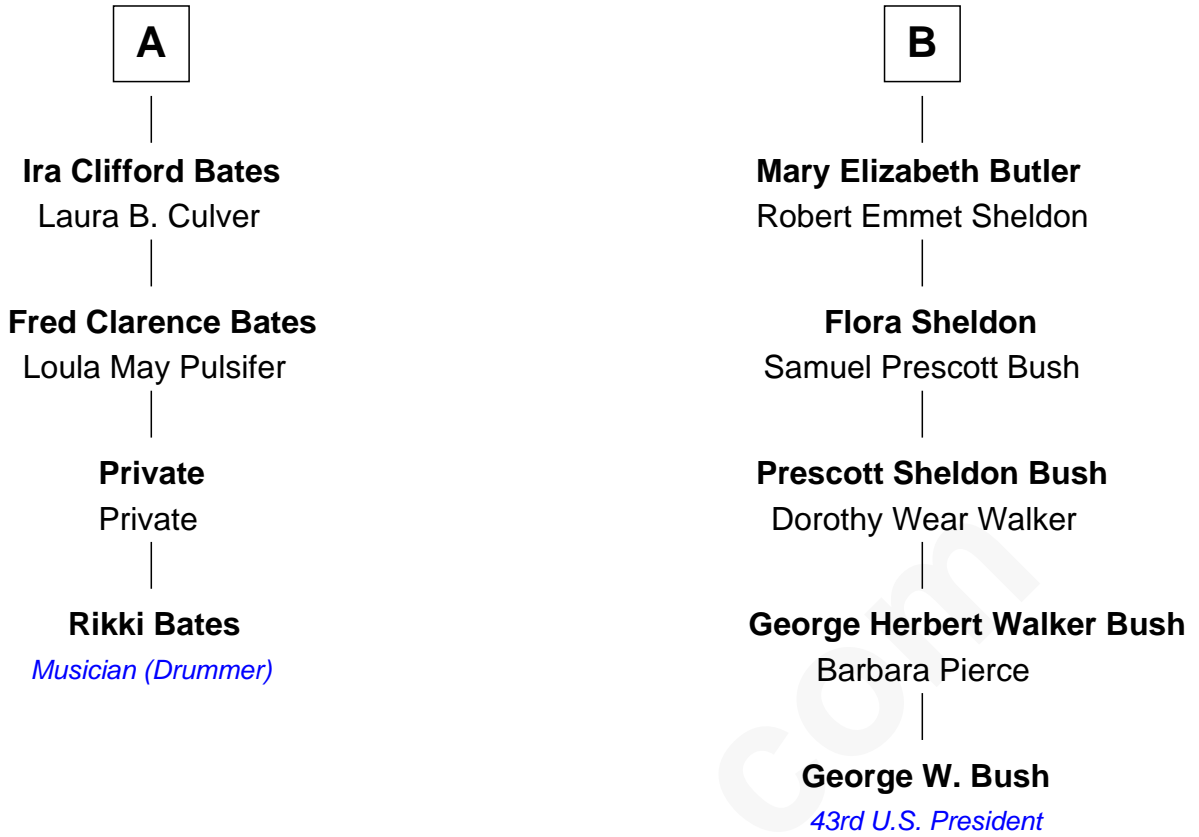 A
Ira Clifford Bates
Laura B. Culver
Fred Clarence Bates
Loula May Pulsifer
Private
Private
Rikki Bates
Musician (Drummer)
B
Mary Elizabeth Butler
Robert Emmet Sheldon
Flora Sheldon
Samuel Prescott Bush
Prescott Sheldon Bush
Dorothy Wear Walker
George Herbert Walker Bush
Barbara Pierce
George W. Bush
43rd U.S. President
com